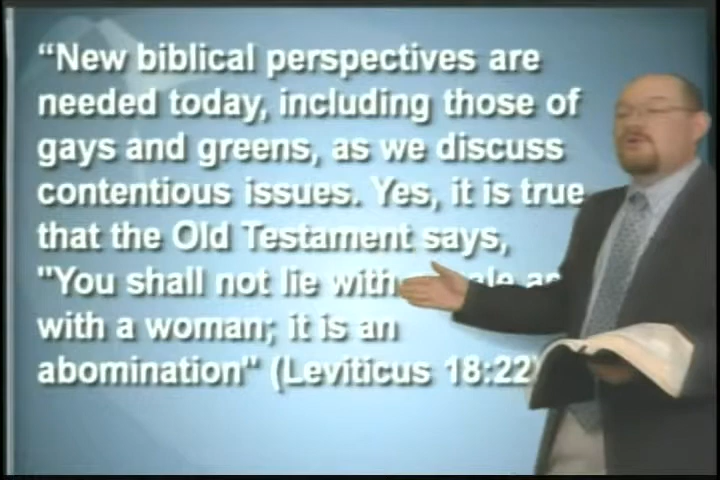 “New biblical perspectives are
needed today, including those of
gays and greens, as we discuss
contentious issues. Yes, it is true
that the Old Testament says,
"You shall not lie with as
with a woman; it is an
abomination" (Leviticus 18:22)